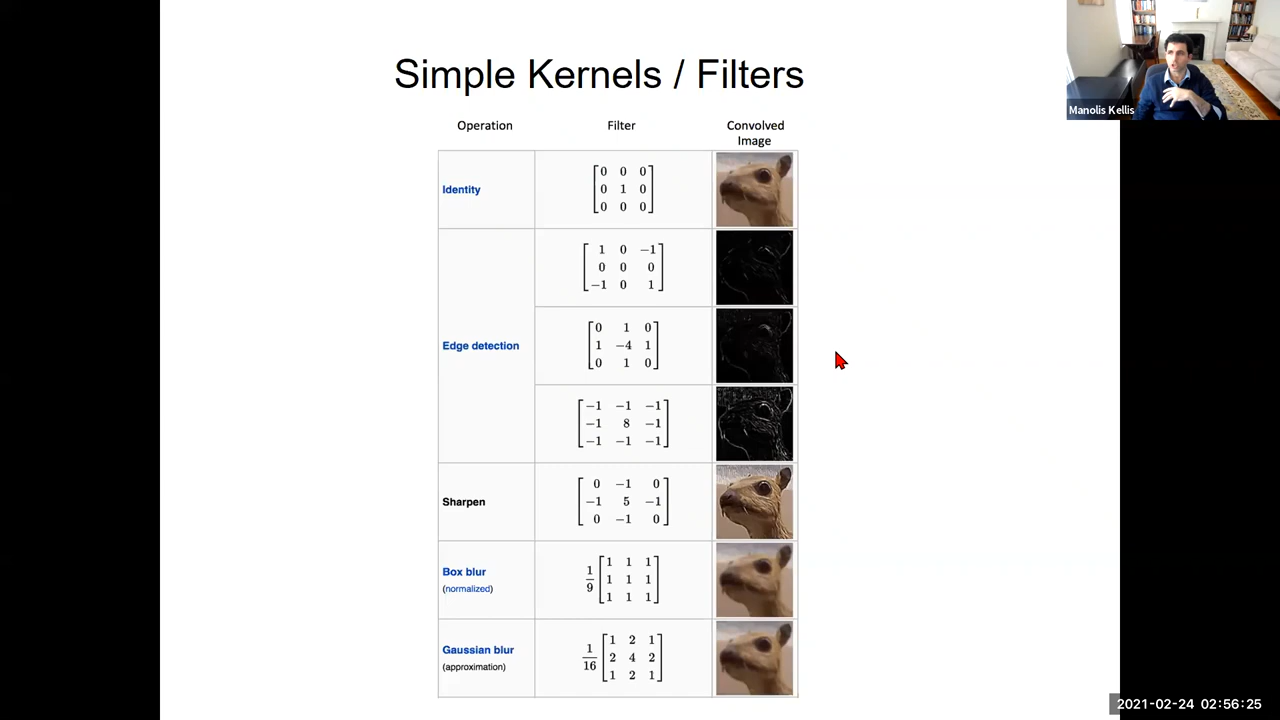 Simple Kernels / Filters
Manolis Kellis
Operation Filter Convolved
Image
Identity
0 0 0
0 1 0
0 0 0
Edge detection
1 0 −1
0 0 0
−1 0 1
0 1 0
1 −4 1
0 1 0
−1 −1 −1
−1 8 −1
−1 −1 −1
Sharpen
0 −1 0
−1 5 −1
0 −1 0
Box blur
(normalized)
1/9
1 1 1
1 1 1
1 1 1
Gaussian blur
(approximation)
1/16
1 2 1
2 4 2
1 2 1
2021-02-24 02:56:25